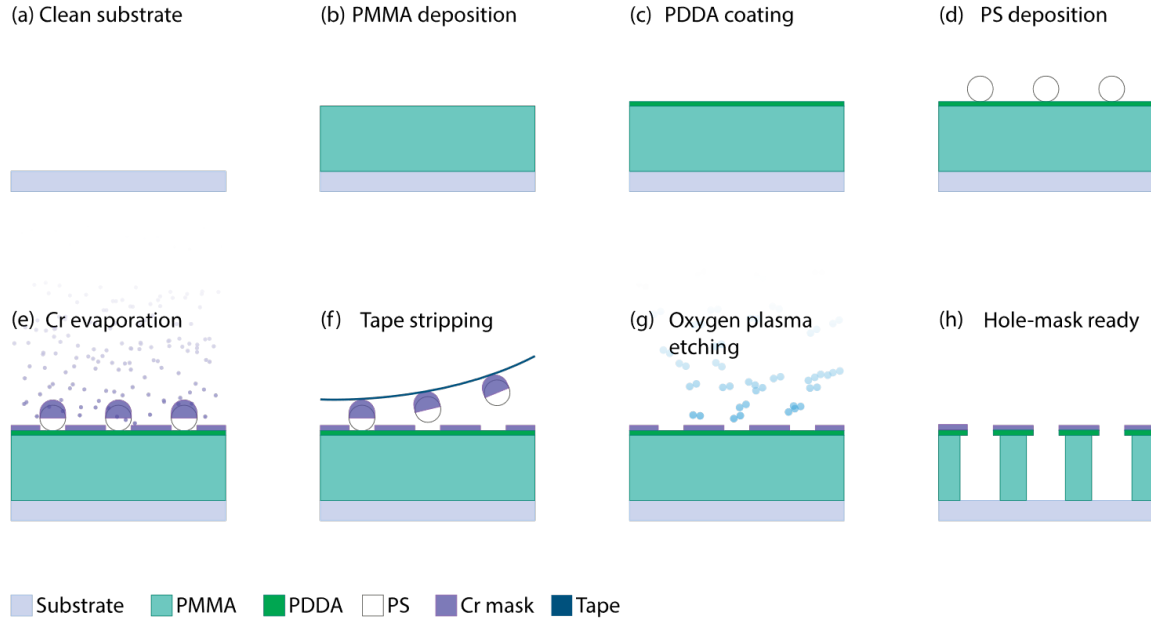 (a) Clean substrate
(b) PMMA deposition
(c) PDDA coating
(d) PS deposition
(e) Cr evaporation
(f) Tape stripping
(g) Oxygen plasma
etching
(h) Hole-mask ready
Substrate PMMA PDDA PS Cr mask Tape